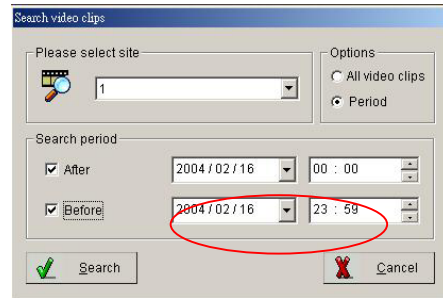 Search video clips
Please select site
Options
1
All video clips
Period
Search period
After 2004 / 02 / 16 00 : 00
Before 2004 / 02 / 16 23 : 59
Search Cancel